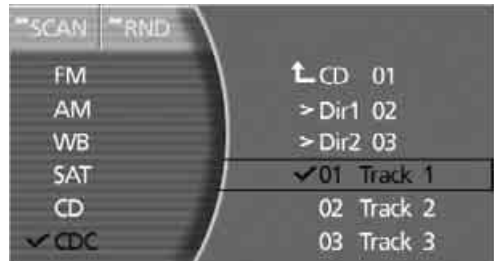 SCAN RND
FM
AM
WB
SAT
CD
CDC
CD 01
> Dir1 02
> Dir2 03
01 Track 1
02 Track 2
03 Track 3